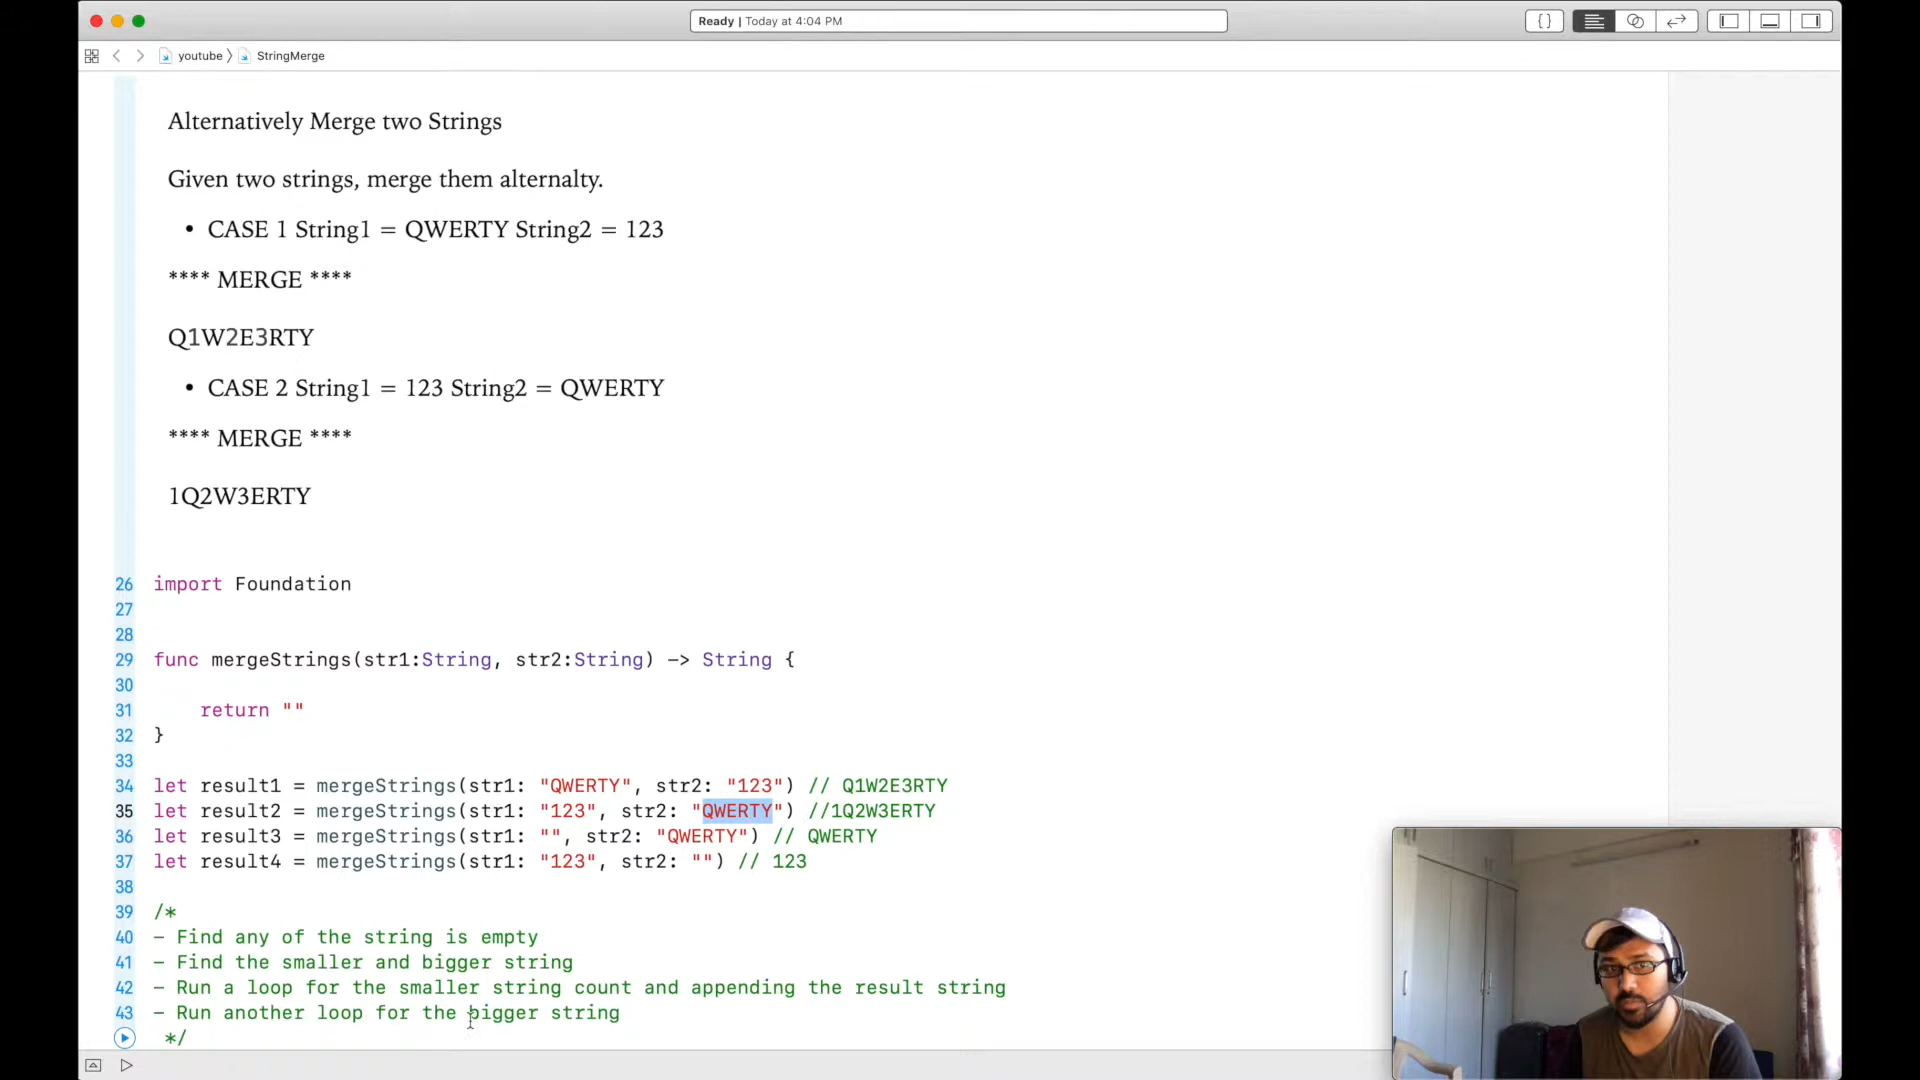 Ready | Today at 4:04 PM
{ }
youtube 〉 StringMerge
Alternatively Merge two Strings
Given two strings, merge them alternalty.
• CASE 1 String1 = QWERTY String2 = 123
**** MERGE ****
Q1W2E3RTY
• CASE 2 String1 = 123 String2 = QWERTY
**** MERGE ****
1Q2W3ERTY
26 import Foundation
27
28
29 func mergeStrings(str1:String, str2:String) -> String {
30
31 return ""
32 }
33
34 let result1 = mergeStrings(str1: "QWERTY", str2: "123") // Q1W2E3RTY
35 let result2 = mergeStrings(str1: "123", str2: "QWERTY") //1Q2W3ERTY
36 let result3 = mergeStrings(str1: "", str2: "QWERTY") // QWERTY
37 let result4 = mergeStrings(str1: "123", str2: "") // 123
38
39 /*
40 - Find any of the string is empty
41 - Find the smaller and bigger string
42 - Run a loop for the smaller string count and appending the result string
43 - Run another loop for the bigger string
*/